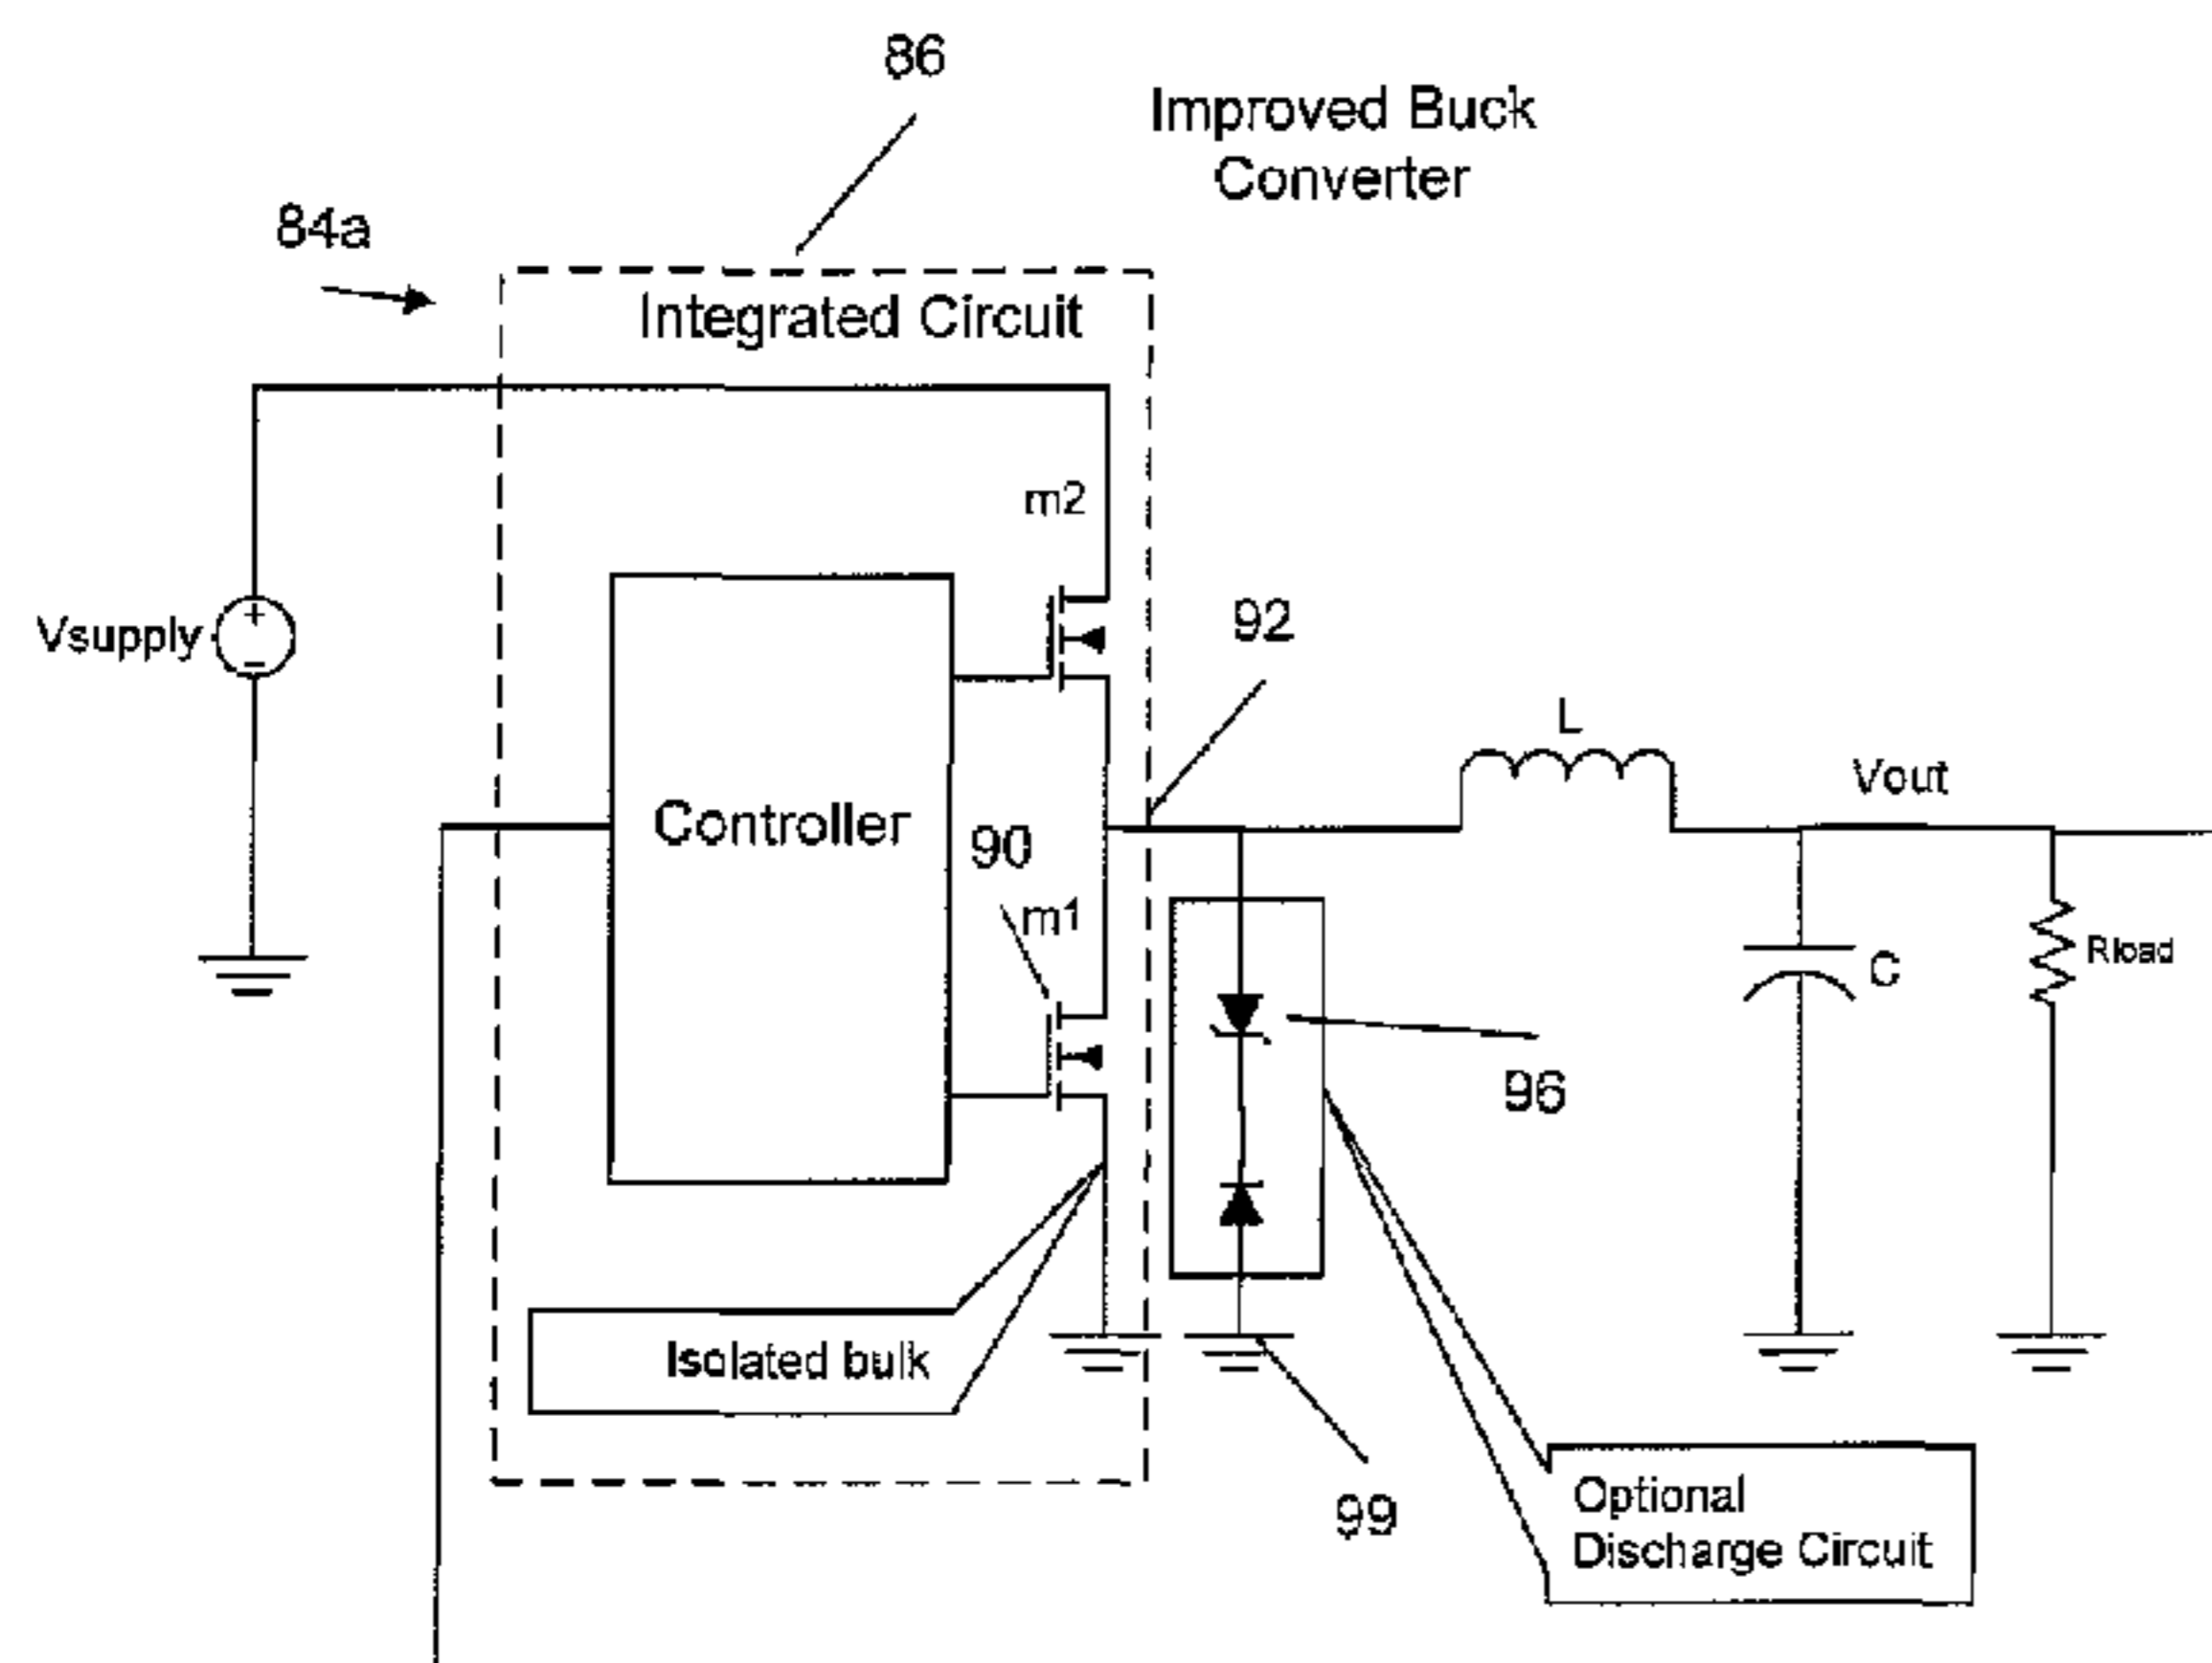 86
Improved Buck
Converter
84a
Integrated Circuit
m2
Vsupply
+
−
92
L
Vout
Controller
90
m1
C
Rload
96
Isolated bulk
99
Optional
Discharge Circuit